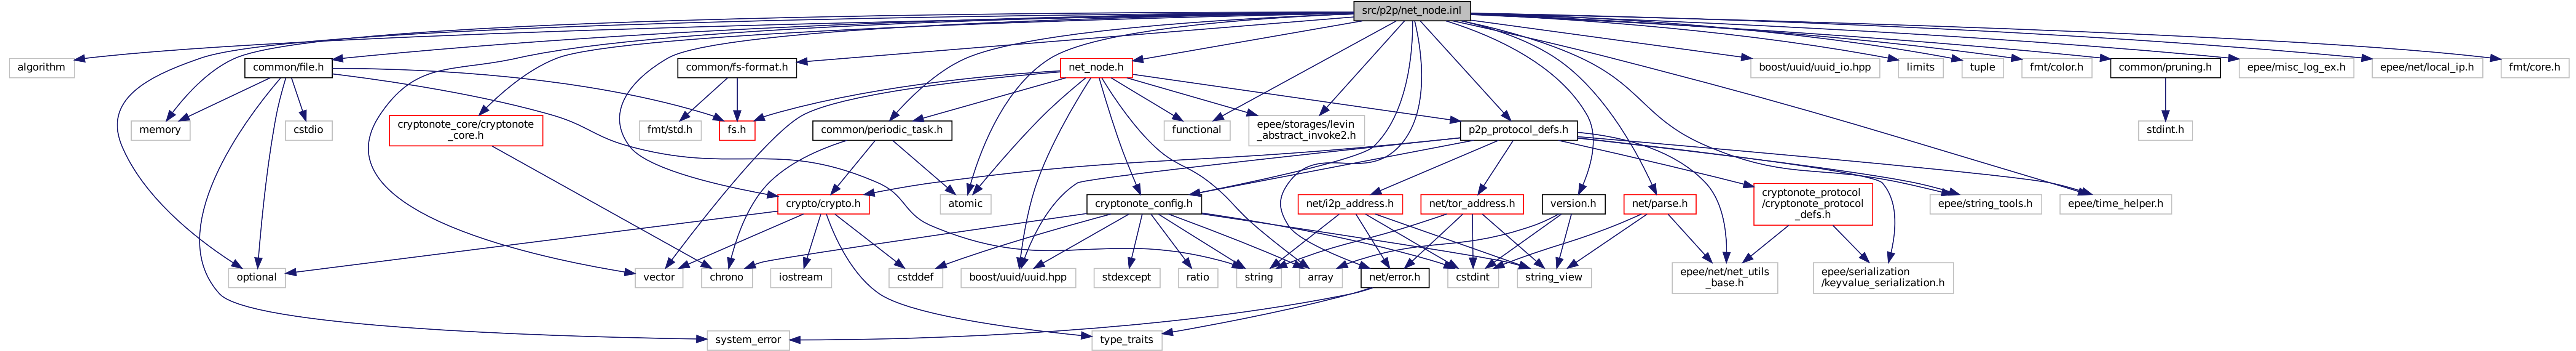 src/p2p/net_node.inl
algorithm
common/file.h
common/fs-format.h
net_node.h
boost/uuid/uuid_io.hpp
limits
tuple
fmt/color.h
common/pruning.h
epee/misc_log_ex.h
epee/net/local_ip.h
fmt/core.h
memory
cstdio
cryptonote_core/cryptonote
_core.h
fmt/std.h
fs.h
common/periodic_task.h
functional
epee/storages/levin
_abstract_invoke2.h
p2p_protocol_defs.h
stdint.h
crypto/crypto.h
atomic
cryptonote_config.h
net/i2p_address.h
net/tor_address.h
version.h
net/parse.h
cryptonote_protocol
/cryptonote_protocol
_defs.h
epee/string_tools.h
epee/time_helper.h
optional
vector
chrono
iostream
cstddef
boost/uuid/uuid.hpp
stdexcept
ratio
string
array
net/error.h
cstdint
string_view
epee/net/net_utils
_base.h
epee/serialization
/keyvalue_serialization.h
system_error
type_traits